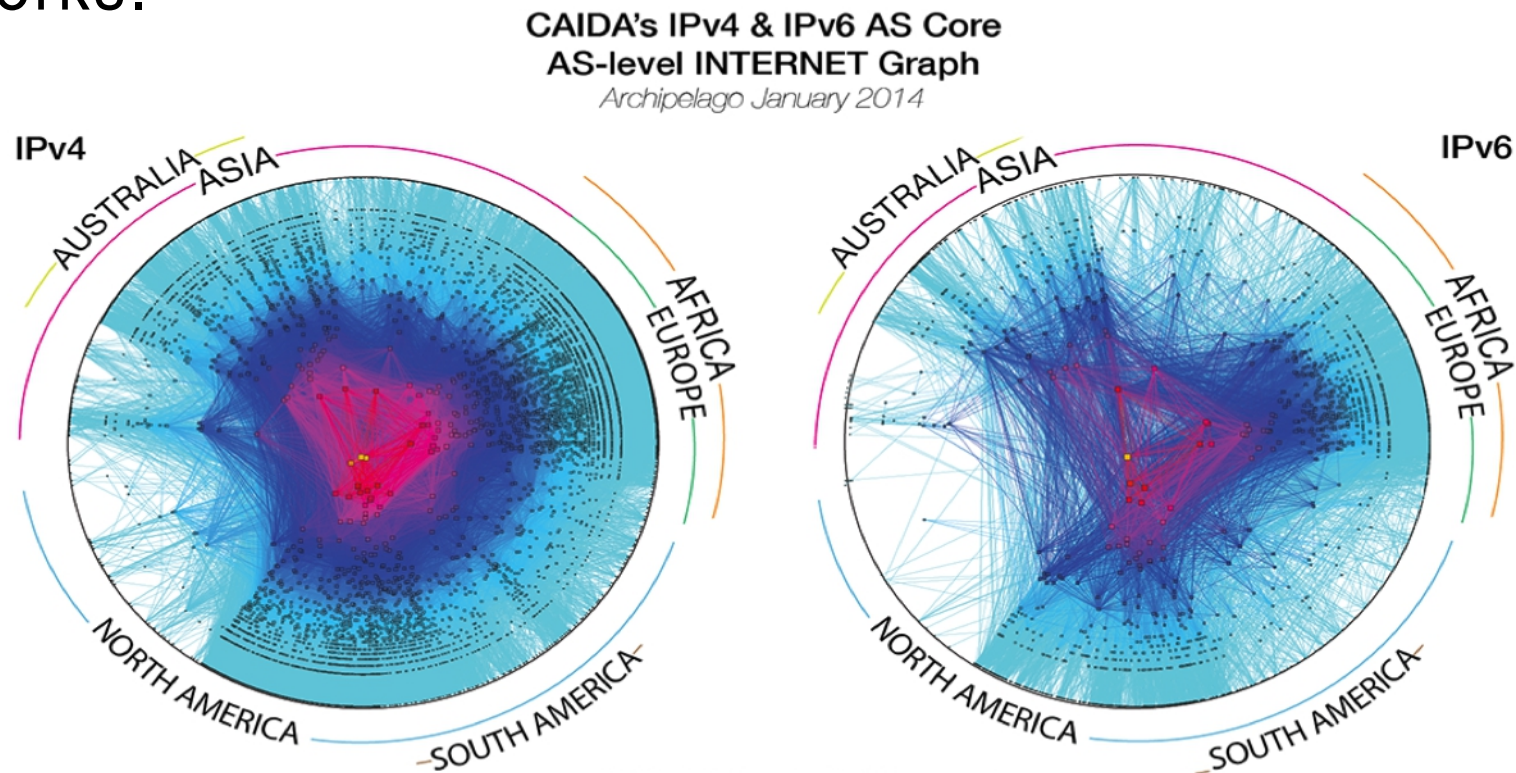 CAIDA's IPv4 & IPv6 AS Core
AS-level INTERNET Graph
Archipelago January 2014
IPv4
IPv6
AUSTRALIA
ASIA
AFRICA
EUROPE
NORTH AMERICA
SOUTH AMERICA
AUSTRALIA
ASIA
AFRICA
EUROPE
NORTH AMERICA
SOUTH AMERICA